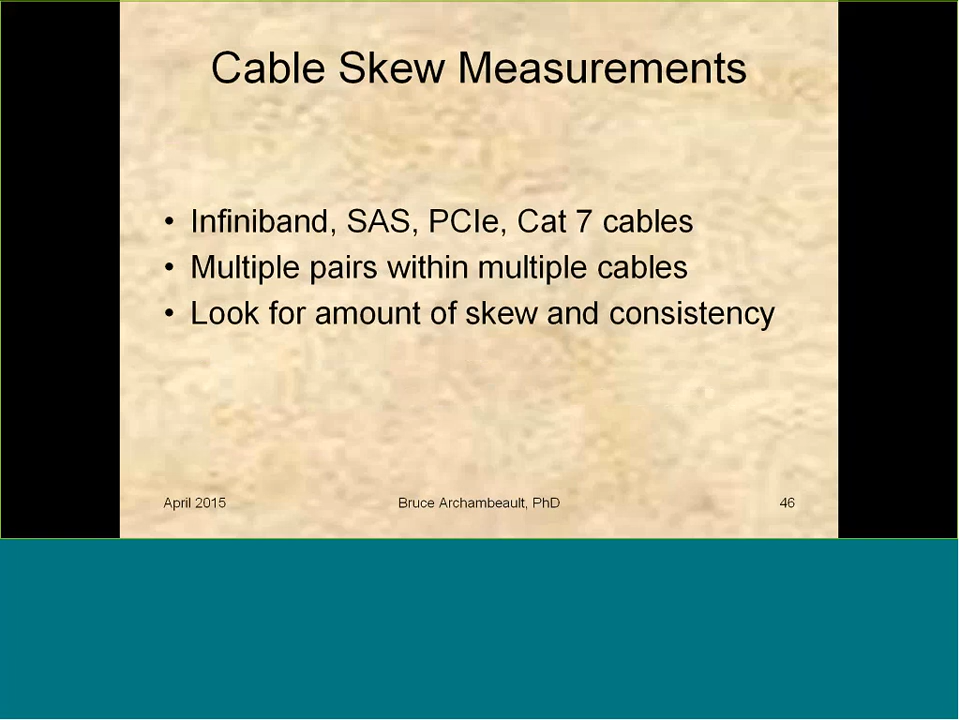 Cable Skew Measurements
• Infiniband, SAS, PCIe, Cat 7 cables
• Multiple pairs within multiple cables
• Look for amount of skew and consistency
April 2015 Bruce Archambeault, PhD 46